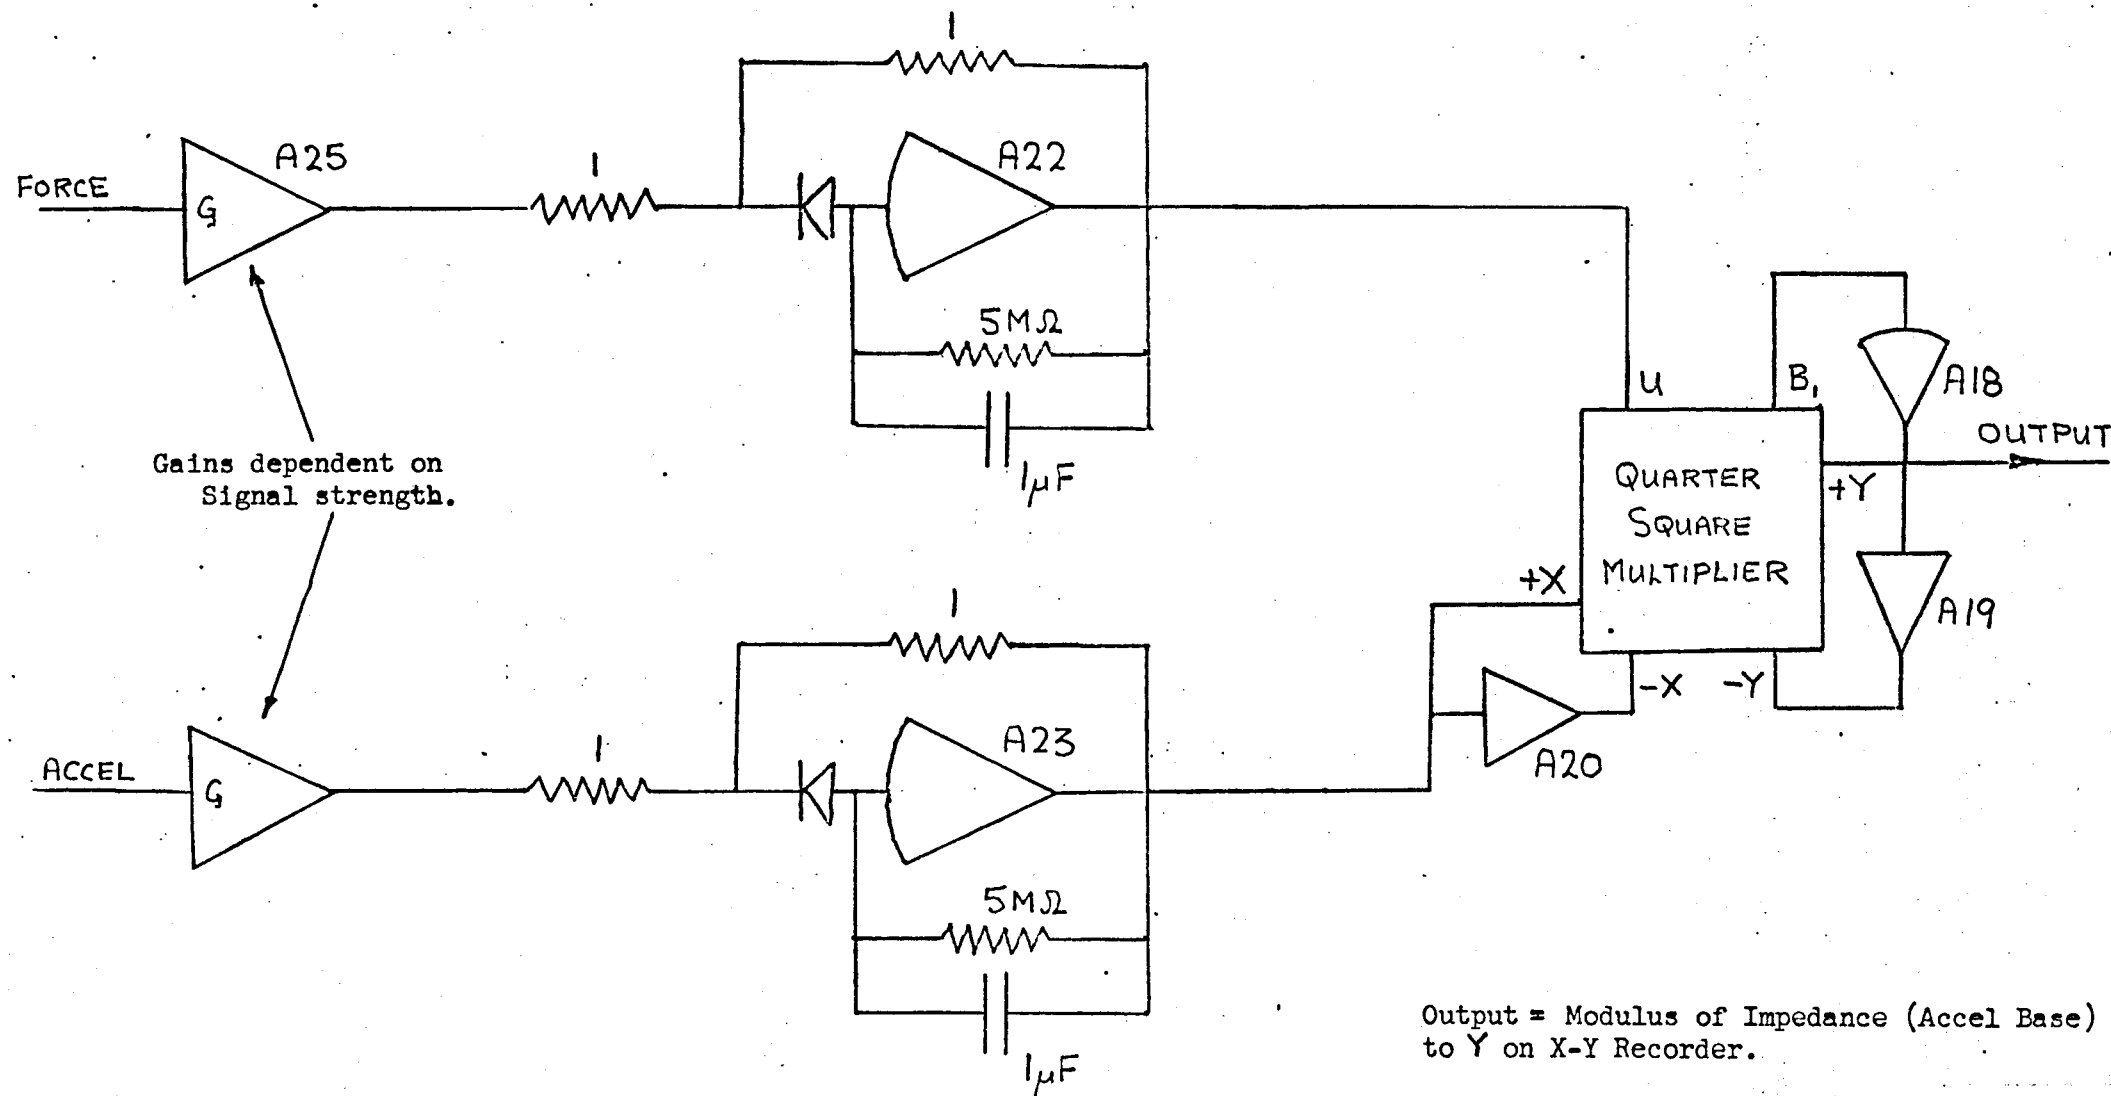 1
A25
FORCE
G
1
A22
5MΩ
1μF
Gains dependent on
Signal strength.
U
B1
A18
OUTPUT
+Y
QUARTER
SQUARE
MULTIPLIER
+X
-X
-Y
A19
A20
1
ACCEL
G
1
A23
5MΩ
1μF
Output = Modulus of Impedance (Accel Base)
to Y on X-Y Recorder.